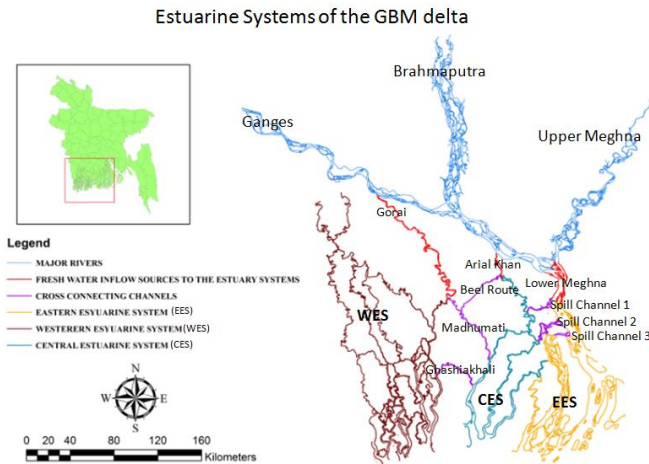 Estuarine Systems of the GBM delta
Brahmaputra
Ganges
Upper Meghna
Gorai
Arial Khan
Beel Route
Lower Meghna
Spill Channel 1
WES
Madhumati
Spill Channel 2
Spill Channel 3
Ghashiakhali
CES
EES
Legend
MAJOR RIVERS
FRESH WATER INFLOW SOURCES TO THE ESTUARY SYSTEMS
CROSS CONNECTING CHANNELS
EASTERN ESYUARINE SYSTEM (EES)
WESTERERN ESYUARINE SYSTEM (WES)
CENTRAL ESTUARINE SYSTEM (CES)
N
W E
S
0 20 40 80 120 160
Kilometers